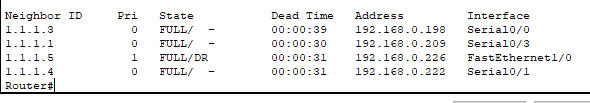 Neighbor ID     Pri   State           Dead Time   Address         Interface
1.1.1.3           0   FULL/  -        00:00:39    192.168.0.198   Serial0/0
1.1.1.1           0   FULL/  -        00:00:30    192.168.0.209   Serial0/3
1.1.1.5           1   FULL/DR         00:00:31    192.168.0.226   FastEthernet1/0
1.1.1.4           0   FULL/  -        00:00:31    192.168.0.222   Serial0/1
Router#